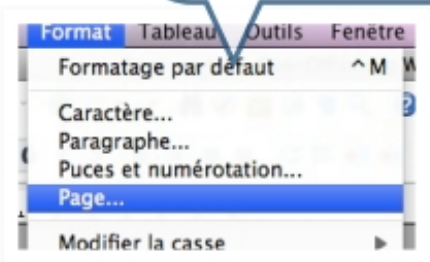 Format Tableau Outils Fenêtre
Formatage par défaut ^M
Caractère...
Paragraphe...
Puces et numérotation...
Page...
Modifier la casse